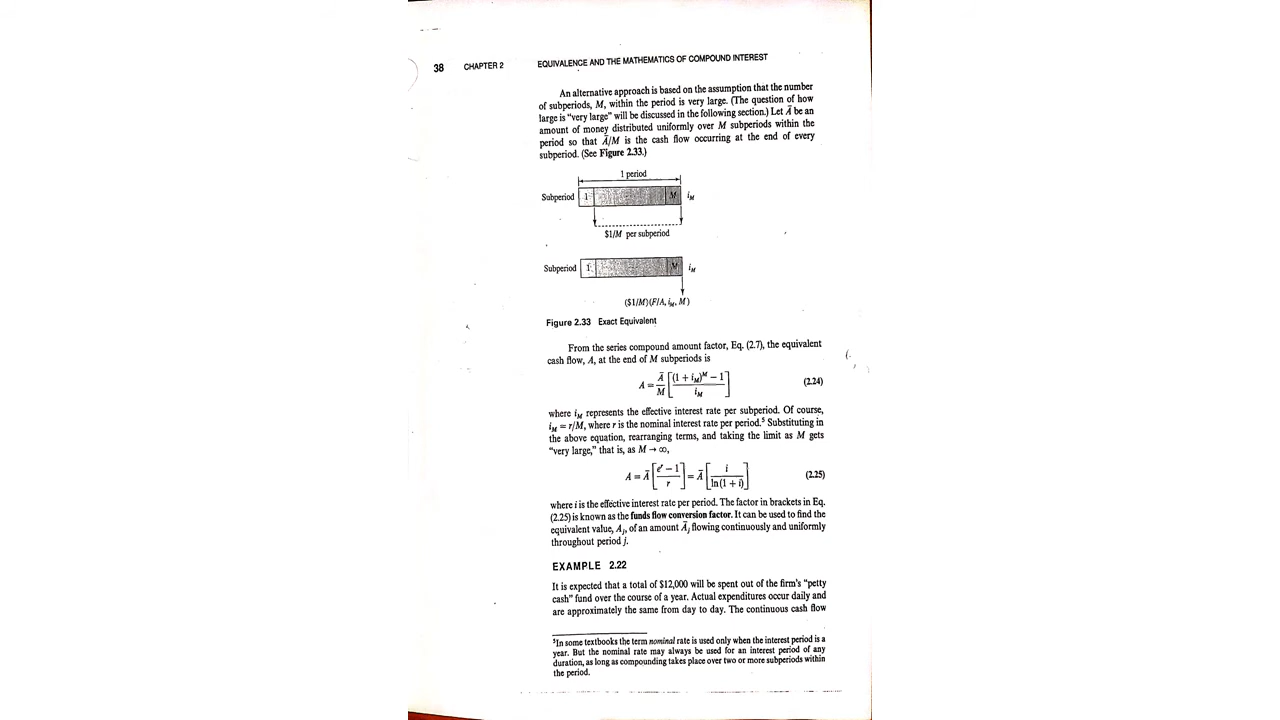 38 CHAPTER 2 EQUIVALENCE AND THE MATHEMATICS OF COMPOUND INTEREST
An alternative approach is based on the assumption that the number
of subperiods, M, within the period is very large. (The question of how
large is “very large” will be discussed in the following section.) Let Ā be an
amount of money distributed uniformly over M subperiods within the
period so that Ā/M is the cash flow occurring at the end of every
subperiod. (See Figure 2.33.)
1 period
Subperiod 1 M i_M
$1/M per subperiod
Subperiod 1 M i_M
($1/M)(F/A, i_M, M)
Figure 2.33 Exact Equivalent
From the series compound amount factor, Eq. (2.7), the equivalent
cash flow, A, at the end of M subperiods is
A = Ā/M [((1 + i_M)^M − 1)/i_M] (2.24)
where i_M represents the effective interest rate per subperiod. Of course,
i_M = r/M, where r is the nominal interest rate per period.⁵ Substituting in
the above equation, rearranging terms, and taking the limit as M gets
“very large,” that is, as M → ∞,
A = Ā [(e^r − 1)/r] = Ā [i/ln(1 + i)] (2.25)
where i is the effective interest rate per period. The factor in brackets in Eq.
(2.25) is known as the funds flow conversion factor. It can be used to find the
equivalent value, A_j, of an amount Ā_j flowing continuously and uniformly
throughout period j.
EXAMPLE 2.22
It is expected that a total of $12,000 will be spent out of the firm’s “petty
cash” fund over the course of a year. Actual expenditures occur daily and
are approximately the same from day to day. The continuous cash flow
⁵In some textbooks the term nominal rate is used only when the interest period is a
year. But the nominal rate may always be used for an interest period of any
duration, as long as compounding takes place over two or more subperiods within
the period.